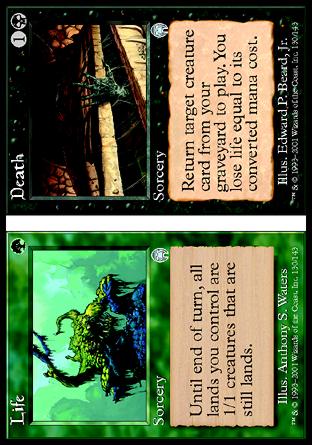 Life
Sorcery
Until end of turn, all
lands you control are
1/1 creatures that are
still lands.
Illus. Anthony S. Waters
™ & © 1993–2001 Wizards of the Coast, Inc. 130/143
Death 1
Sorcery
Return target creature
card from your
graveyard to play. You
lose life equal to its
converted mana cost.
Illus. Edward P. Beard, Jr.
™ & © 1993–2001 Wizards of the Coast, Inc. 130/143